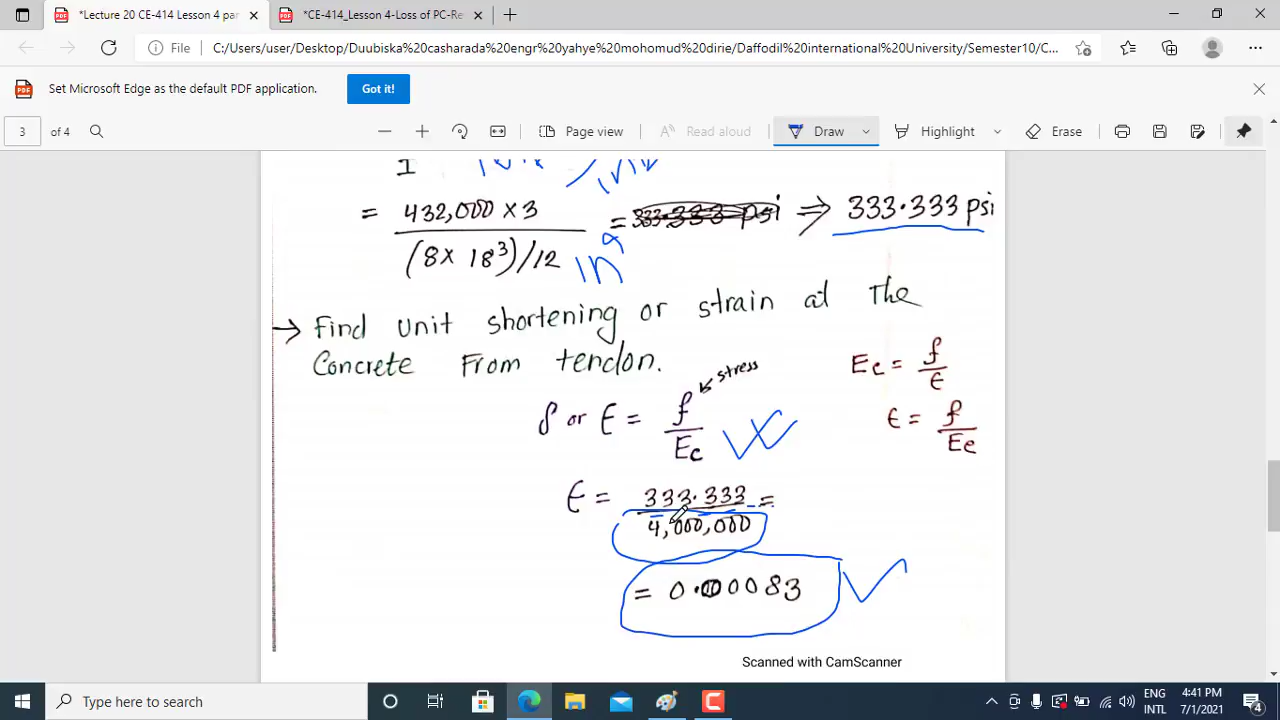 *Lecture 20 CE-414 Lesson 4 par
*CE-414_Lesson 4-Loss of PC-Re
File
C:/Users/user/Desktop/Duubiska%20casharada%20engr%20yahye%20mohomud%20dirie/Daffodil%20international%20University/Semester10/C...
Set Microsoft Edge as the default PDF application.
Got it!
3 of 4
Page view
Read aloud
Draw
Highlight
Erase
I
= 432,000 × 3 / (8 × 18³)/12 = 333.333 psi ⇒ 333.333 psi
in⁴
→ Find unit shortening or strain at the
Concrete From tendon.
δ or ϵ = f / Ec
stress
Ec = f / ϵ
ϵ = f / Ec
ϵ = 333.333 / 4,000,000 =
= 0.000083
Scanned with CamScanner
Type here to search
ENG
INTL
4:41 PM
7/1/2021
4